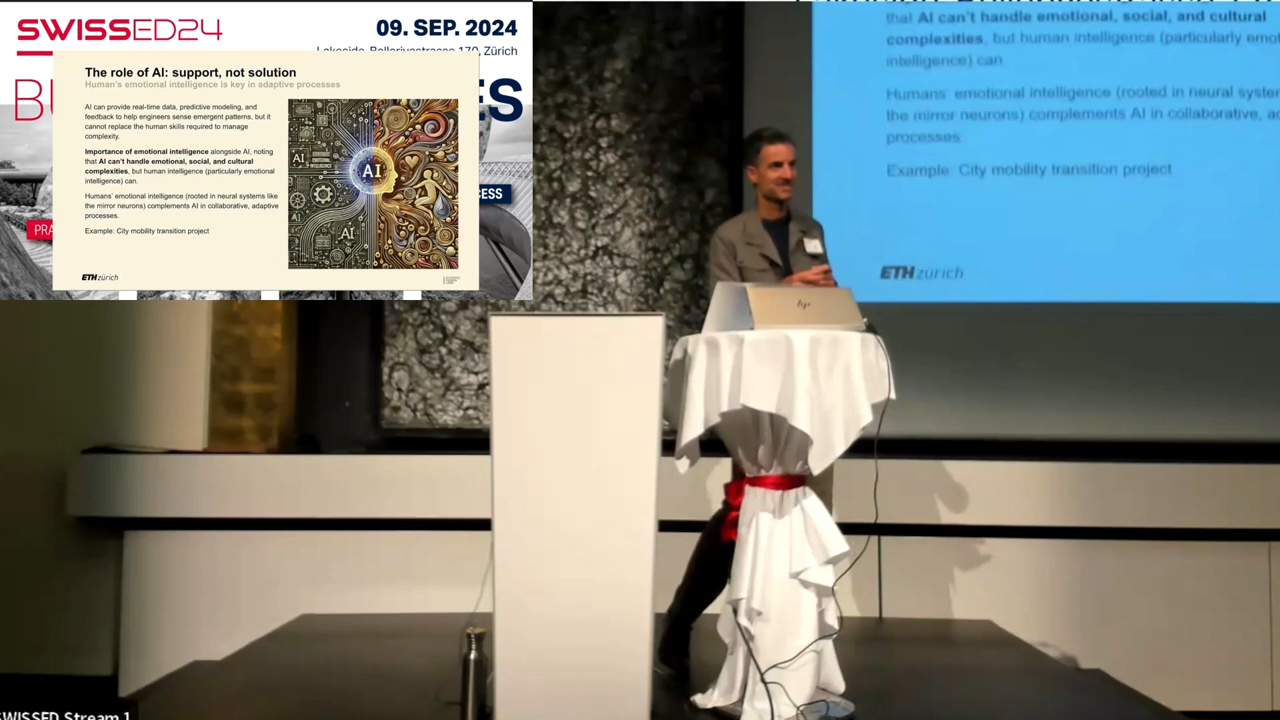 SWISSED24
09. SEP. 2024
Lakeside, Bellerivestrasse 170, Zürich
BU
ES
PRA
CESS
The role of AI: support, not solution
Human's emotional intelligence is key in adaptive processes
AI can provide real-time data, predictive modeling, and
feedback to help engineers sense emergent patterns, but it
cannot replace the human skills required to manage
complexity.
Importance of emotional intelligence alongside AI, noting
that AI can't handle emotional, social, and cultural
complexities, but human intelligence (particularly emotional
intelligence) can.
Humans' emotional intelligence (rooted in neural systems like
the mirror neurons) complements AI in collaborative, adaptive
processes.
Example: City mobility transition project
AI
AI
AI
AI
ETH zürich
that AI can't handle emotional, social, and cultural
complexities, but human intelligence (particularly emot
intelligence) can
Humans' emotional intelligence (rooted in neural syster
the mirror neurons) complements AI in collaborative, ad
processes.
Example: City mobility transition project
ETH zürich
hp
SWISSED Stream 1